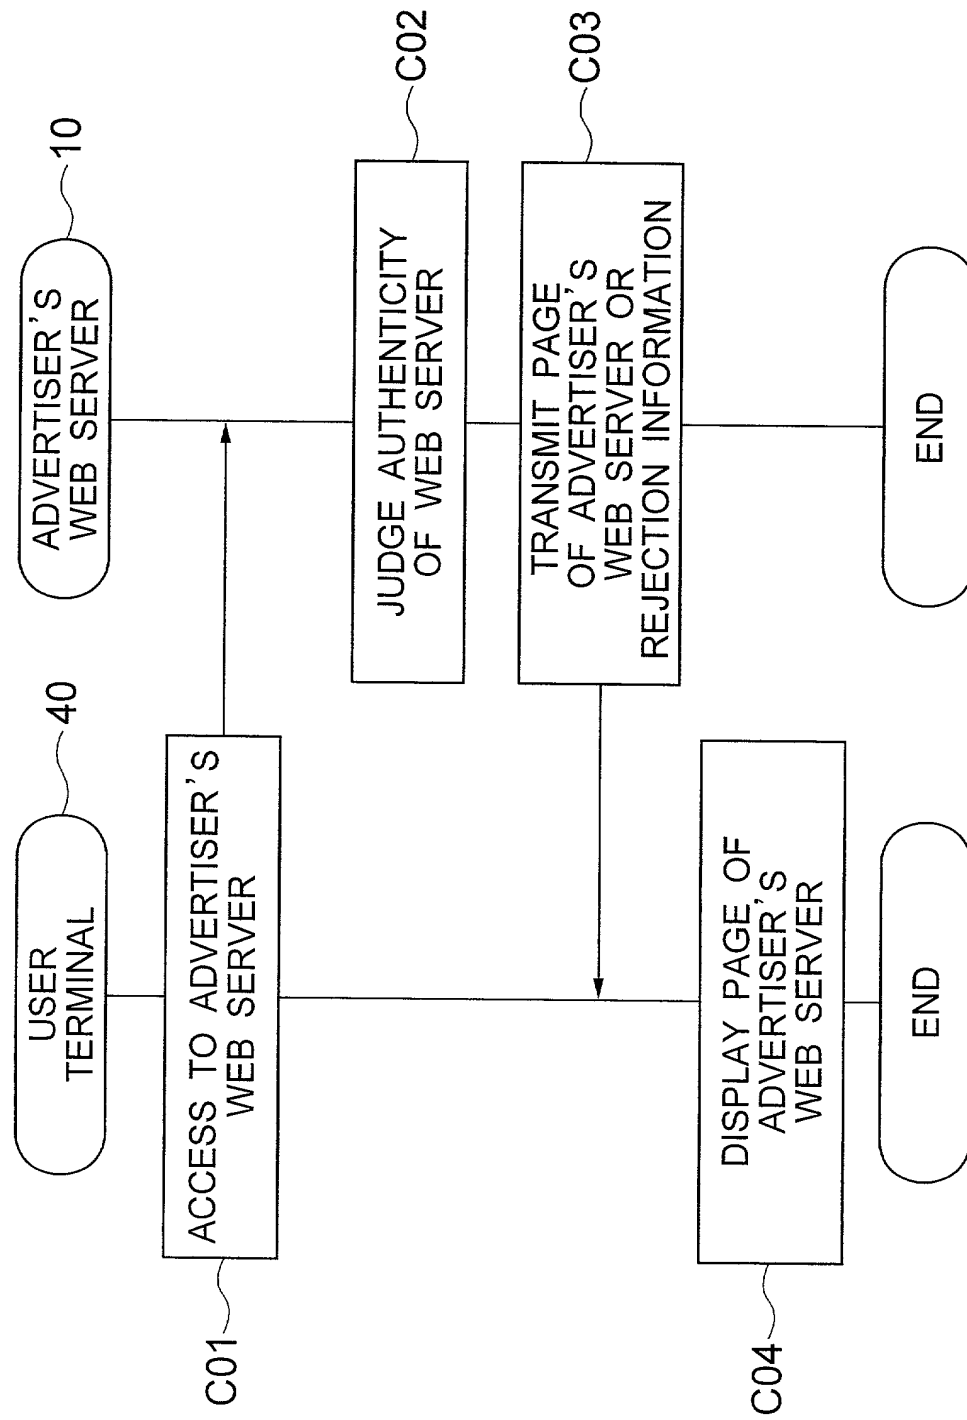 USER
TERMINAL
40
ADVERTISER'S
WEB SERVER
10
C01
ACCESS TO ADVERTISER'S
WEB SERVER
JUDGE AUTHENTICITY
OF WEB SERVER
C02
TRANSMIT PAGE
OF ADVERTISER'S
WEB SERVER OR
REJECTION INFORMATION
C03
C04
DISPLAY PAGE OF
ADVERTISER'S
WEB SERVER
END
END